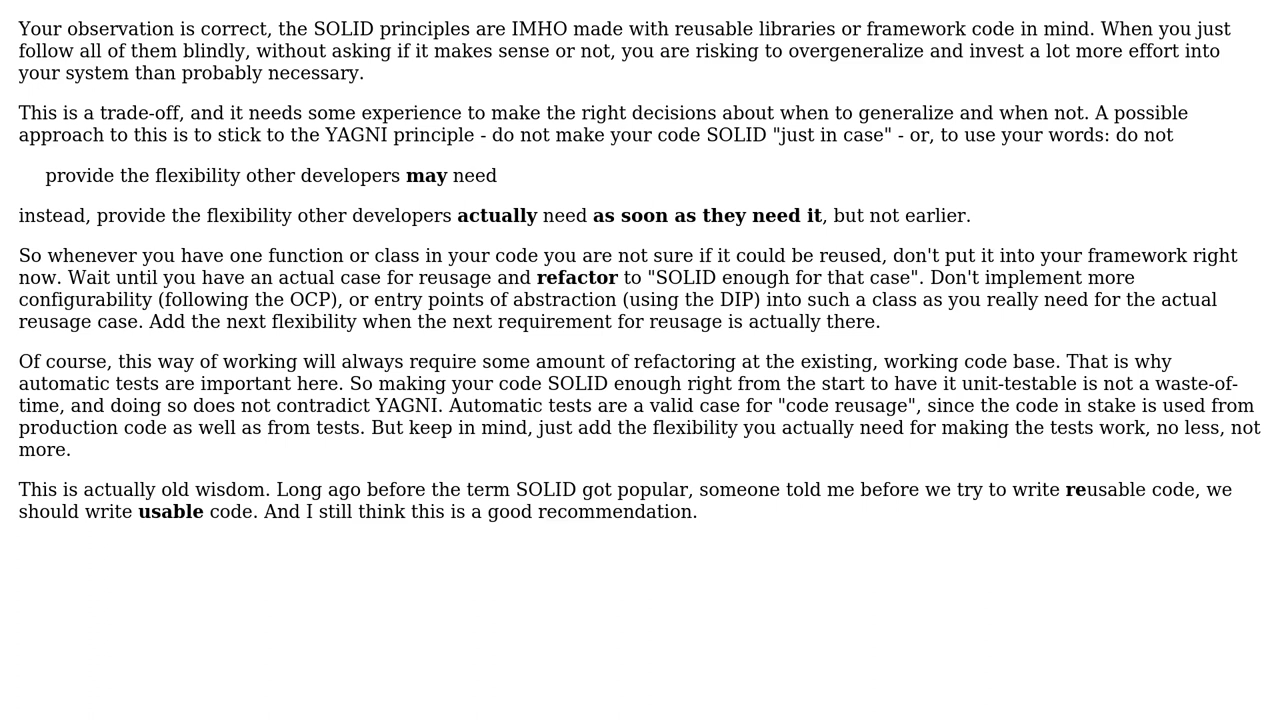 Your observation is correct, the SOLID principles are IMHO made with reusable libraries or framework code in mind. When you just
follow all of them blindly, without asking if it makes sense or not, you are risking to overgeneralize and invest a lot more effort into
your system than probably necessary.
This is a trade-off, and it needs some experience to make the right decisions about when to generalize and when not. A possible
approach to this is to stick to the YAGNI principle - do not make your code SOLID "just in case" - or, to use your words: do not
provide the flexibility other developers may need
instead, provide the flexibility other developers actually need as soon as they need it, but not earlier.
So whenever you have one function or class in your code you are not sure if it could be reused, don't put it into your framework right
now. Wait until you have an actual case for reusage and refactor to "SOLID enough for that case". Don't implement more
configurability (following the OCP), or entry points of abstraction (using the DIP) into such a class as you really need for the actual
reusage case. Add the next flexibility when the next requirement for reusage is actually there.
Of course, this way of working will always require some amount of refactoring at the existing, working code base. That is why
automatic tests are important here. So making your code SOLID enough right from the start to have it unit-testable is not a waste-of-
time, and doing so does not contradict YAGNI. Automatic tests are a valid case for "code reusage", since the code in stake is used from
production code as well as from tests. But keep in mind, just add the flexibility you actually need for making the tests work, no less, not
more.
This is actually old wisdom. Long ago before the term SOLID got popular, someone told me before we try to write reusable code, we
should write usable code. And I still think this is a good recommendation.